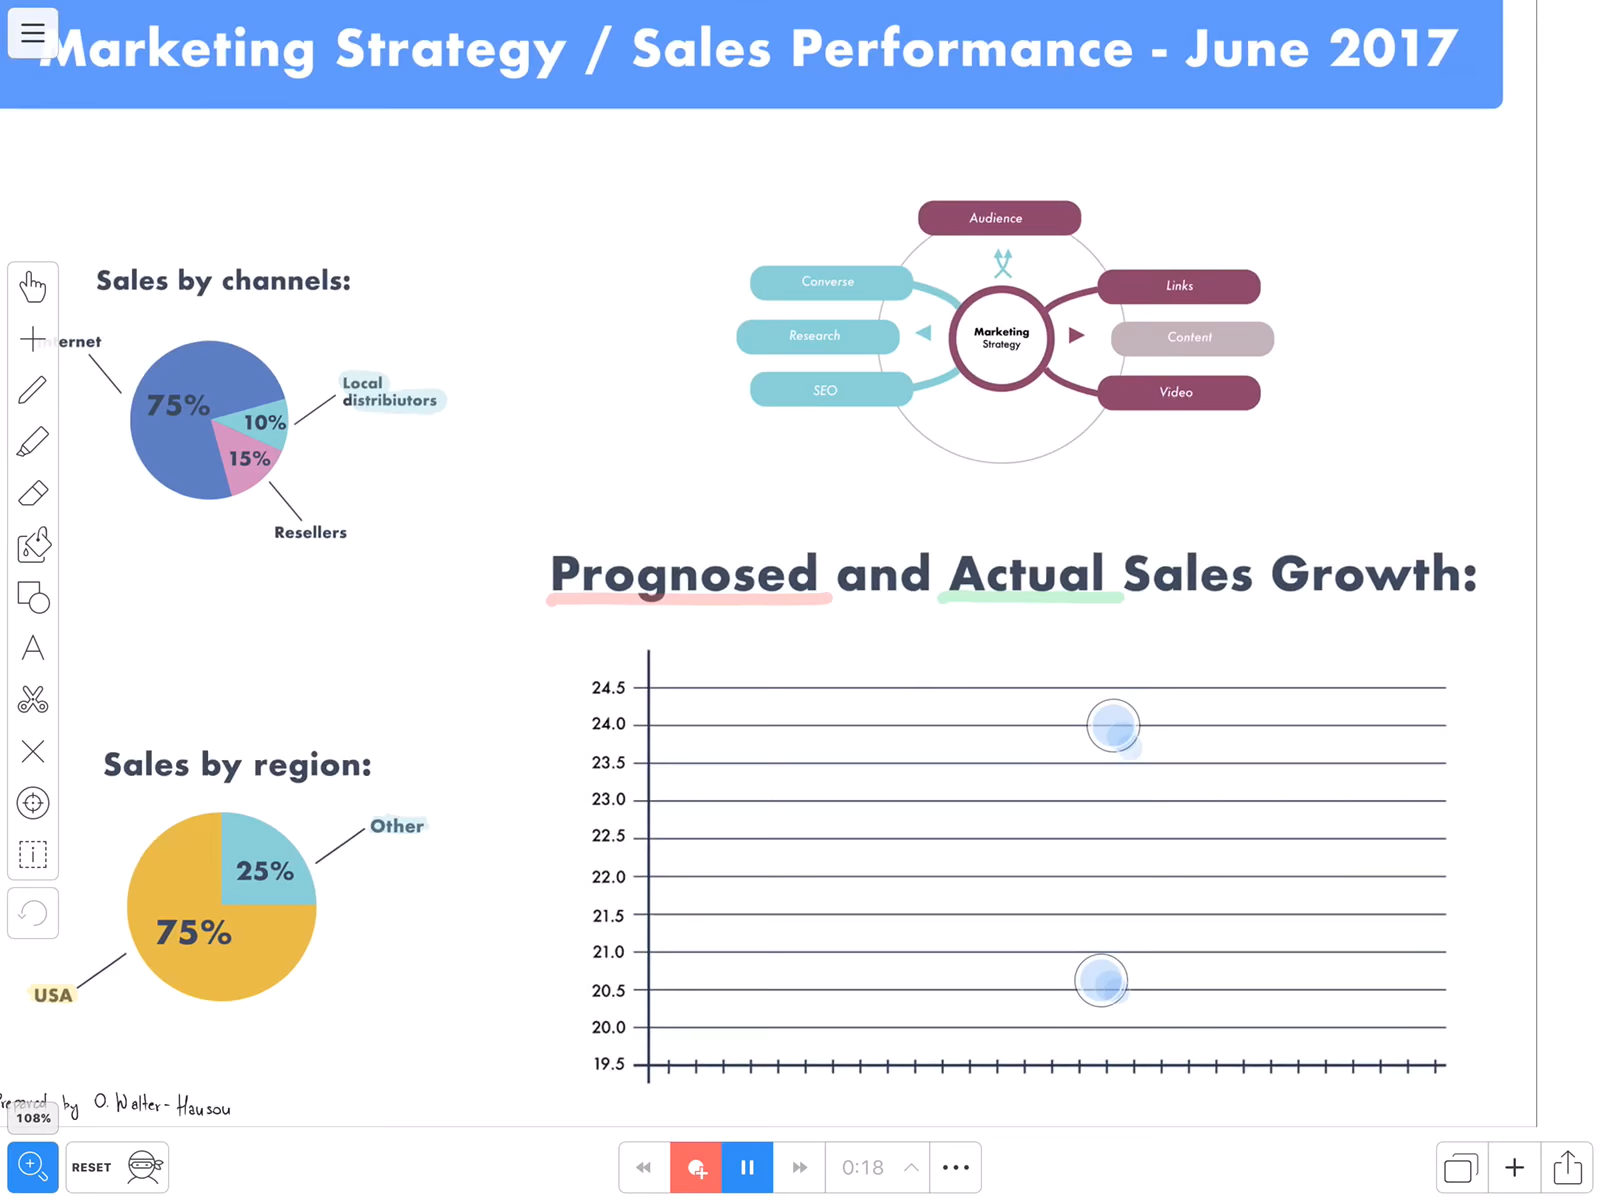 Marketing Strategy / Sales Performance - June 2017
Sales by channels:
nternet
75%
Local
distribiutors
10%
15%
Resellers
Audience
Converse
Research
SEO
Marketing
Strategy
Links
Content
Video
Prognosed and Actual Sales Growth:
24.5
24.0
23.5
23.0
22.5
22.0
21.5
21.0
20.5
20.0
19.5
Sales by region:
Other
25%
75%
USA
Prepared by O. Walter-Hausou
108%
RESET
0:18